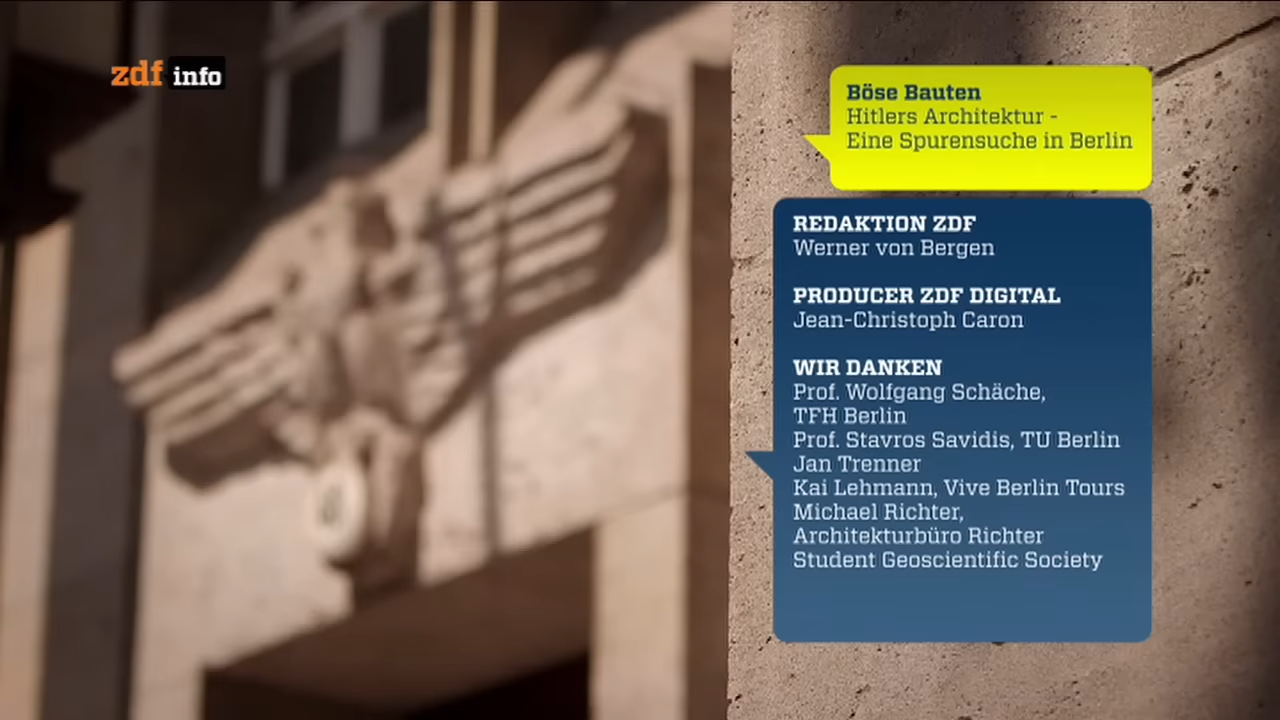 zdf info
Böse Bauten
Hitlers Architektur -
Eine Spurensuche in Berlin
REDAKTION ZDF
Werner von Bergen
PRODUCER ZDF DIGITAL
Jean-Christoph Caron
WIR DANKEN
Prof. Wolfgang Schäche,
TFH Berlin
Prof. Stavros Savidis, TU Berlin
Jan Trenner
Kai Lehmann, Vive Berlin Tours
Michael Richter,
Architekturbüro Richter
Student Geoscientific Society